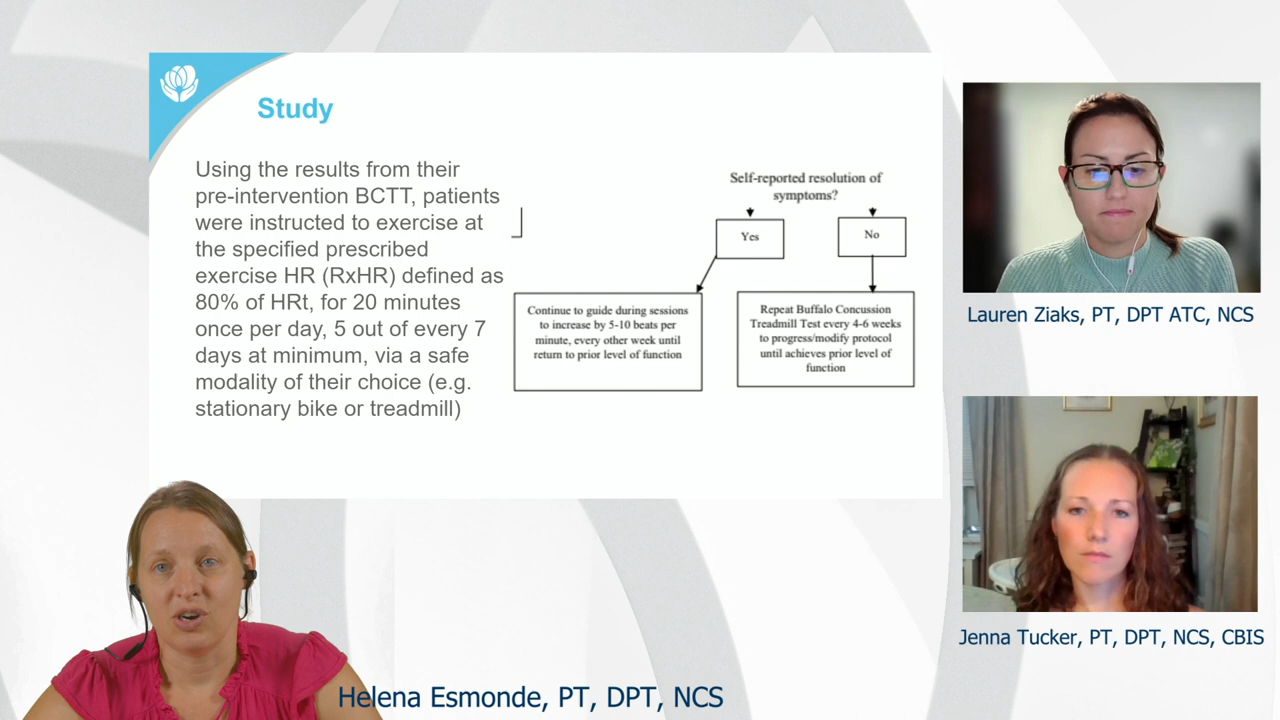 Study
Using the results from their
pre-intervention BCTT, patients
were instructed to exercise at
the specified prescribed
exercise HR (RxHR) defined as
80% of HRt, for 20 minutes
once per day, 5 out of every 7
days at minimum, via a safe
modality of their choice (e.g.
stationary bike or treadmill)
Self-reported resolution of
symptoms?
Yes
No
Continue to guide during sessions
to increase by 5-10 beats per
minute, every other week until
return to prior level of function
Repeat Buffalo Concussion
Treadmill Test every 4-6 weeks
to progress/modify protocol
until achieves prior level of
function
Lauren Ziaks, PT, DPT ATC, NCS
Jenna Tucker, PT, DPT, NCS, CBIS
Helena Esmonde, PT, DPT, NCS